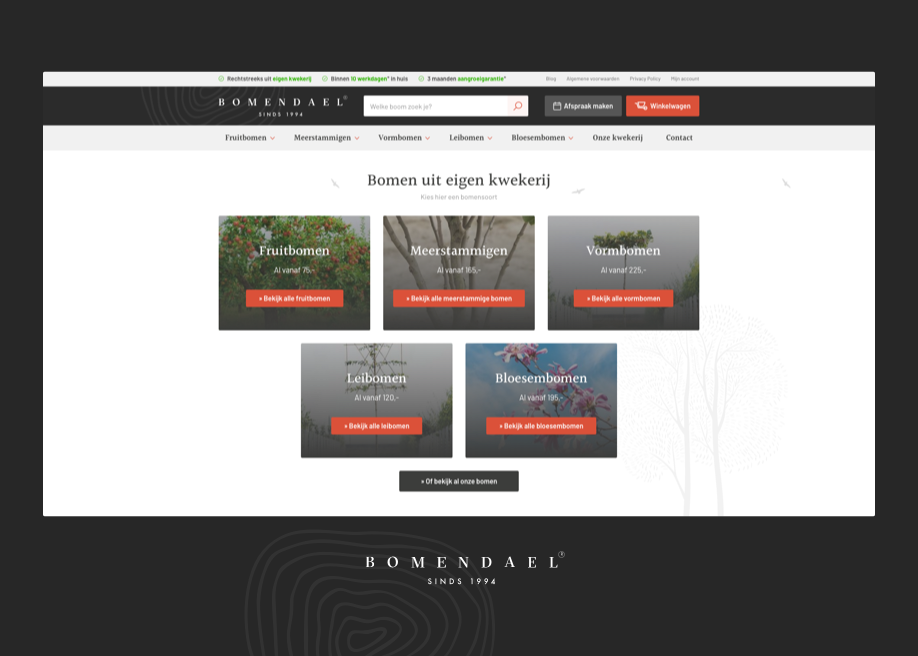 Rechtstreeks uit eigen kwekerij
Binnen 10 werkdagen* in huis
3 maanden aangroeigarantie*
Blog
Algemene voorwaarden
Privacy Policy
Mijn account
BOMENDAEL®
SINDS 1994
Welke boom zoek je?
Afspraak maken
Winkelwagen
Fruitbomen
Meerstammigen
Vormbomen
Leibomen
Bloesembomen
Onze kwekerij
Contact
Bomen uit eigen kwekerij
Kies hier een bomensoort
Fruitbomen
Al vanaf 75,-
» Bekijk alle fruitbomen
Meerstammigen
Al vanaf 165,-
» Bekijk alle meerstammige bomen
Vormbomen
Al vanaf 225,-
» Bekijk alle vormbomen
Leibomen
Al vanaf 120,-
» Bekijk alle leibomen
Bloesembomen
Al vanaf 195,-
» Bekijk alle bloesembomen
» Of bekijk al onze bomen
BOMENDAEL®
SINDS 1994